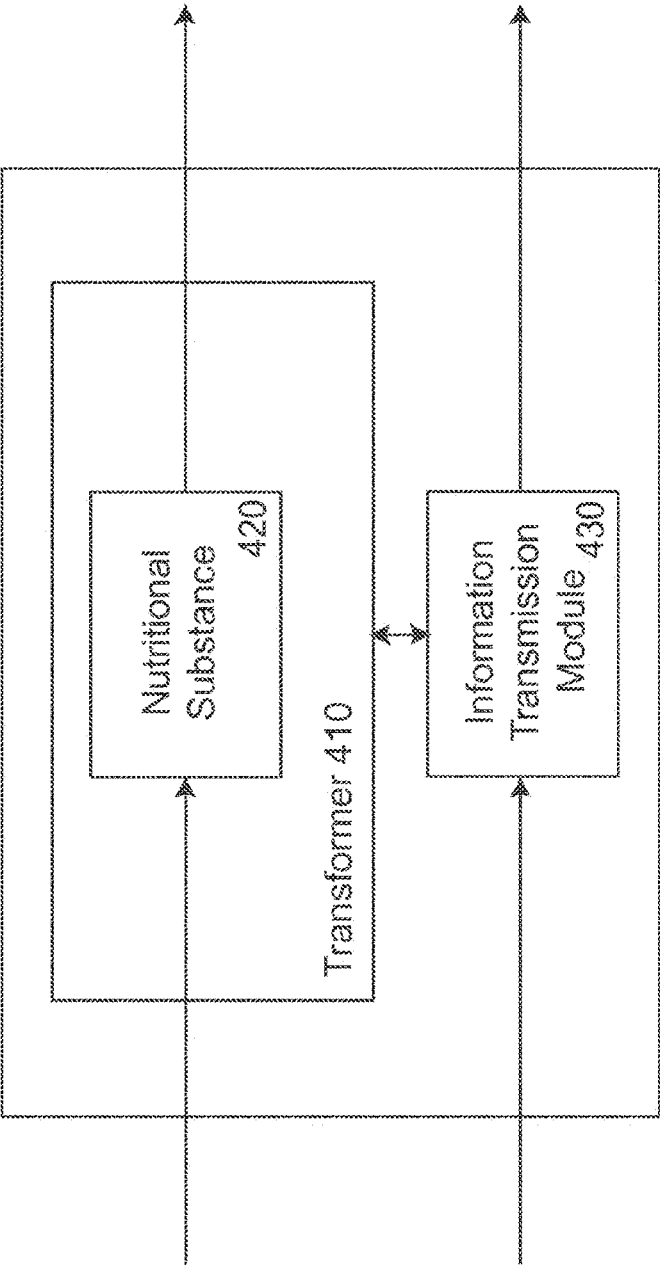 Nutritional
Substance
420
Transformer 410
Information
Transmission
Module 430